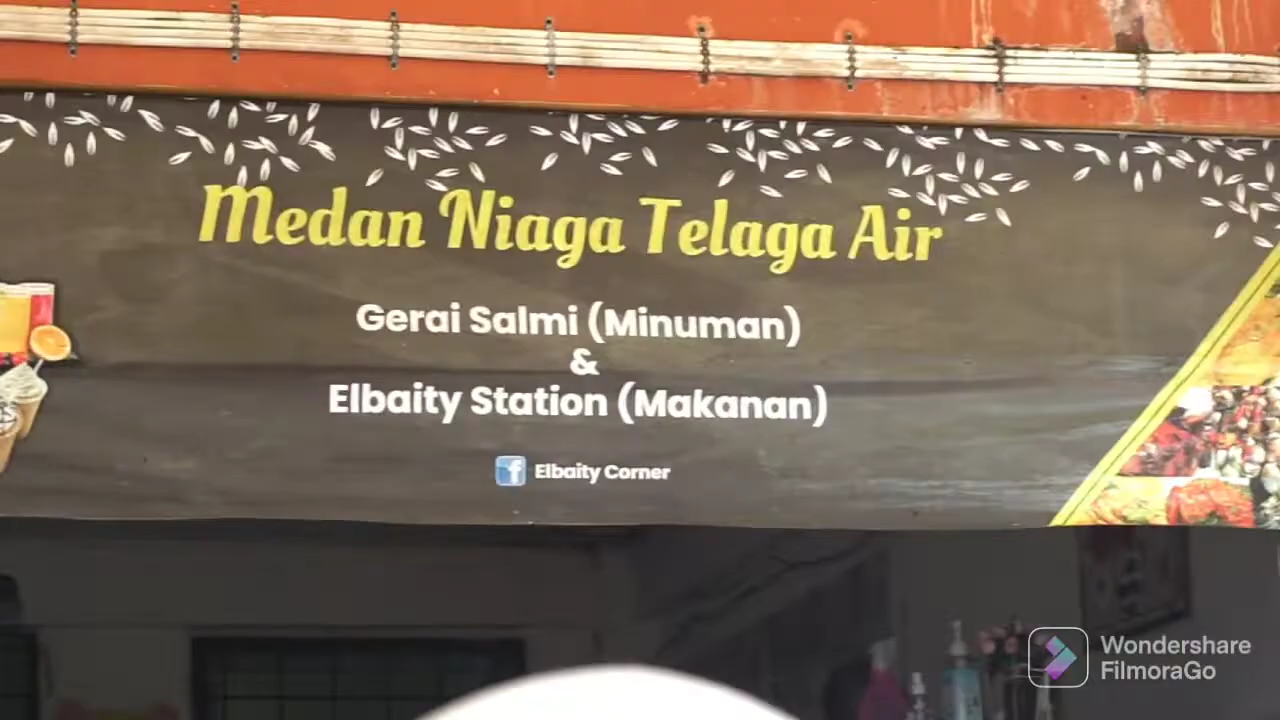 Medan Niaga Telaga Air
Gerai Salmi (Minuman)
&
Elbaity Station (Makanan)
f Elbaity Corner
Wondershare
FilmoraGo